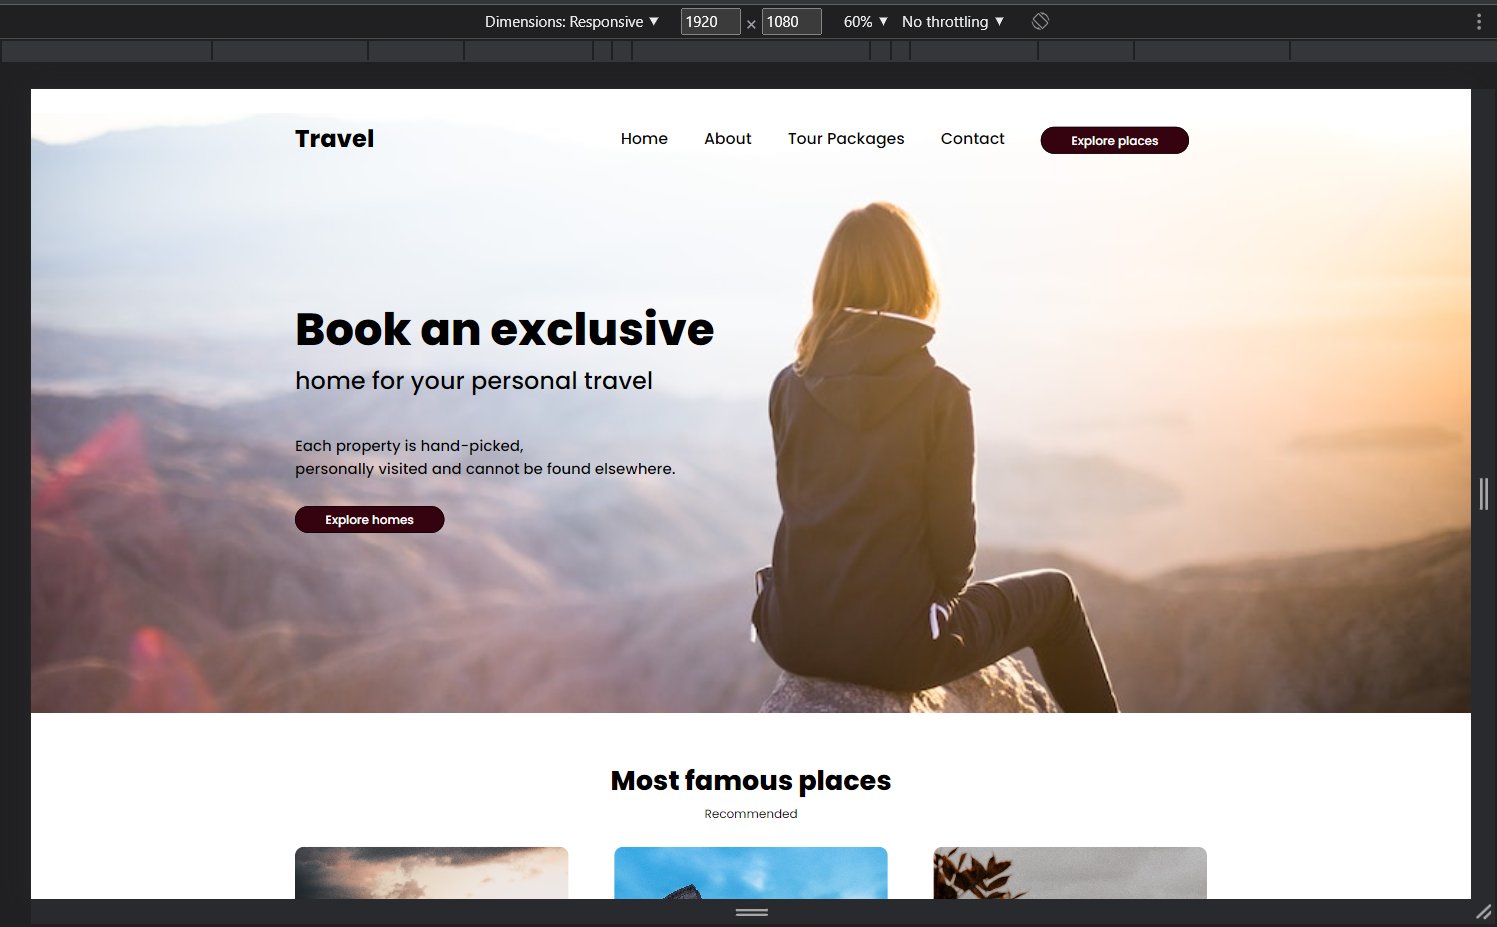 Dimensions: Responsive ▼ 1920 × 1080 60% ▼ No throttling ▼
Travel Home About Tour Packages Contact Explore places
Book an exclusive
home for your personal travel
Each property is hand-picked,
personally visited and cannot be found elsewhere.
Explore homes
Most famous places
Recommended